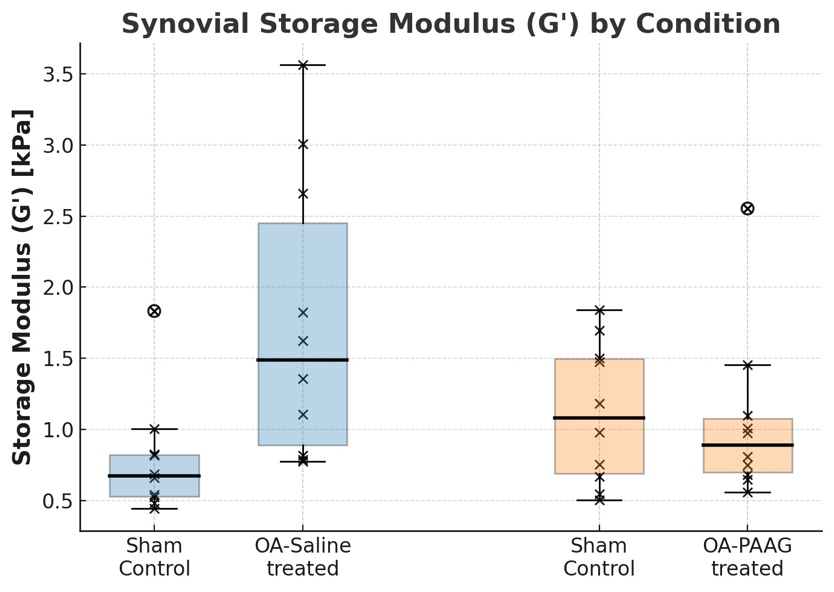 Synovial Storage Modulus (G') by Condition
Storage Modulus (G') [kPa]
3.5
3.0
2.5
2.0
1.5
1.0
0.5
Sham
Control
OA-Saline
treated
Sham
Control
OA-PAAG
treated